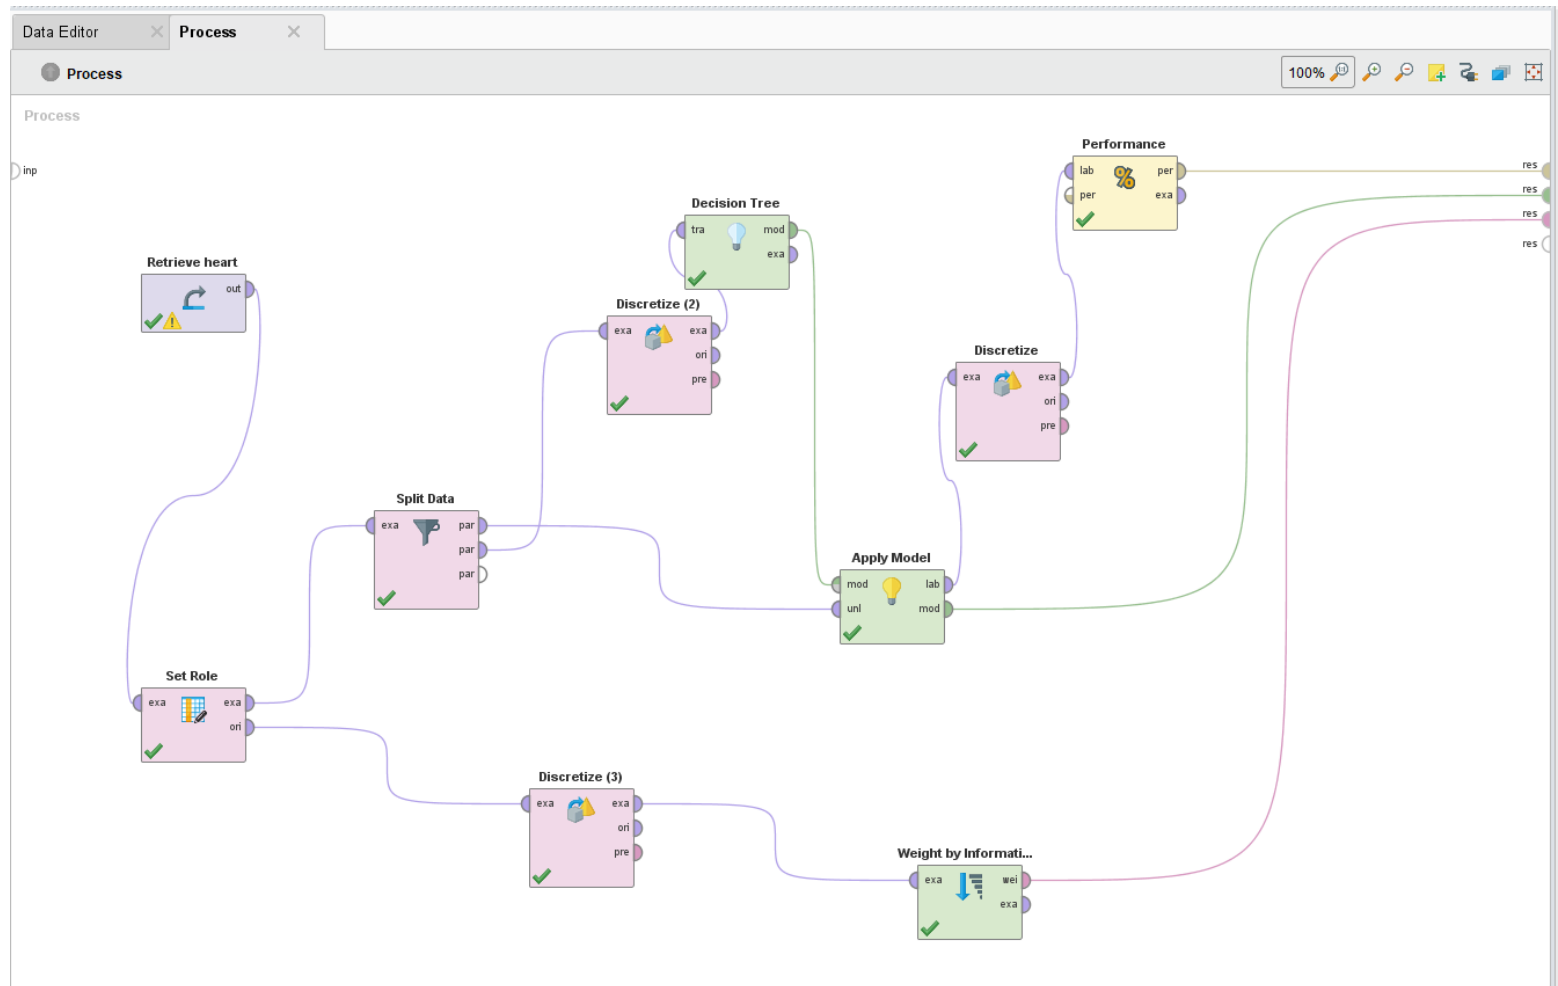 Data Editor
Process
Process
100%
Process
inp
Performance
lab per
per exa
res
res
res
res
Decision Tree
tra mod
exa
Retrieve heart
out
Discretize (2)
exa exa
ori
pre
Discretize
exa exa
ori
pre
Split Data
exa par
par
par
Apply Model
mod lab
unl mod
Set Role
exa exa
ori
Discretize (3)
exa exa
ori
pre
Weight by Informati...
exa wei
exa